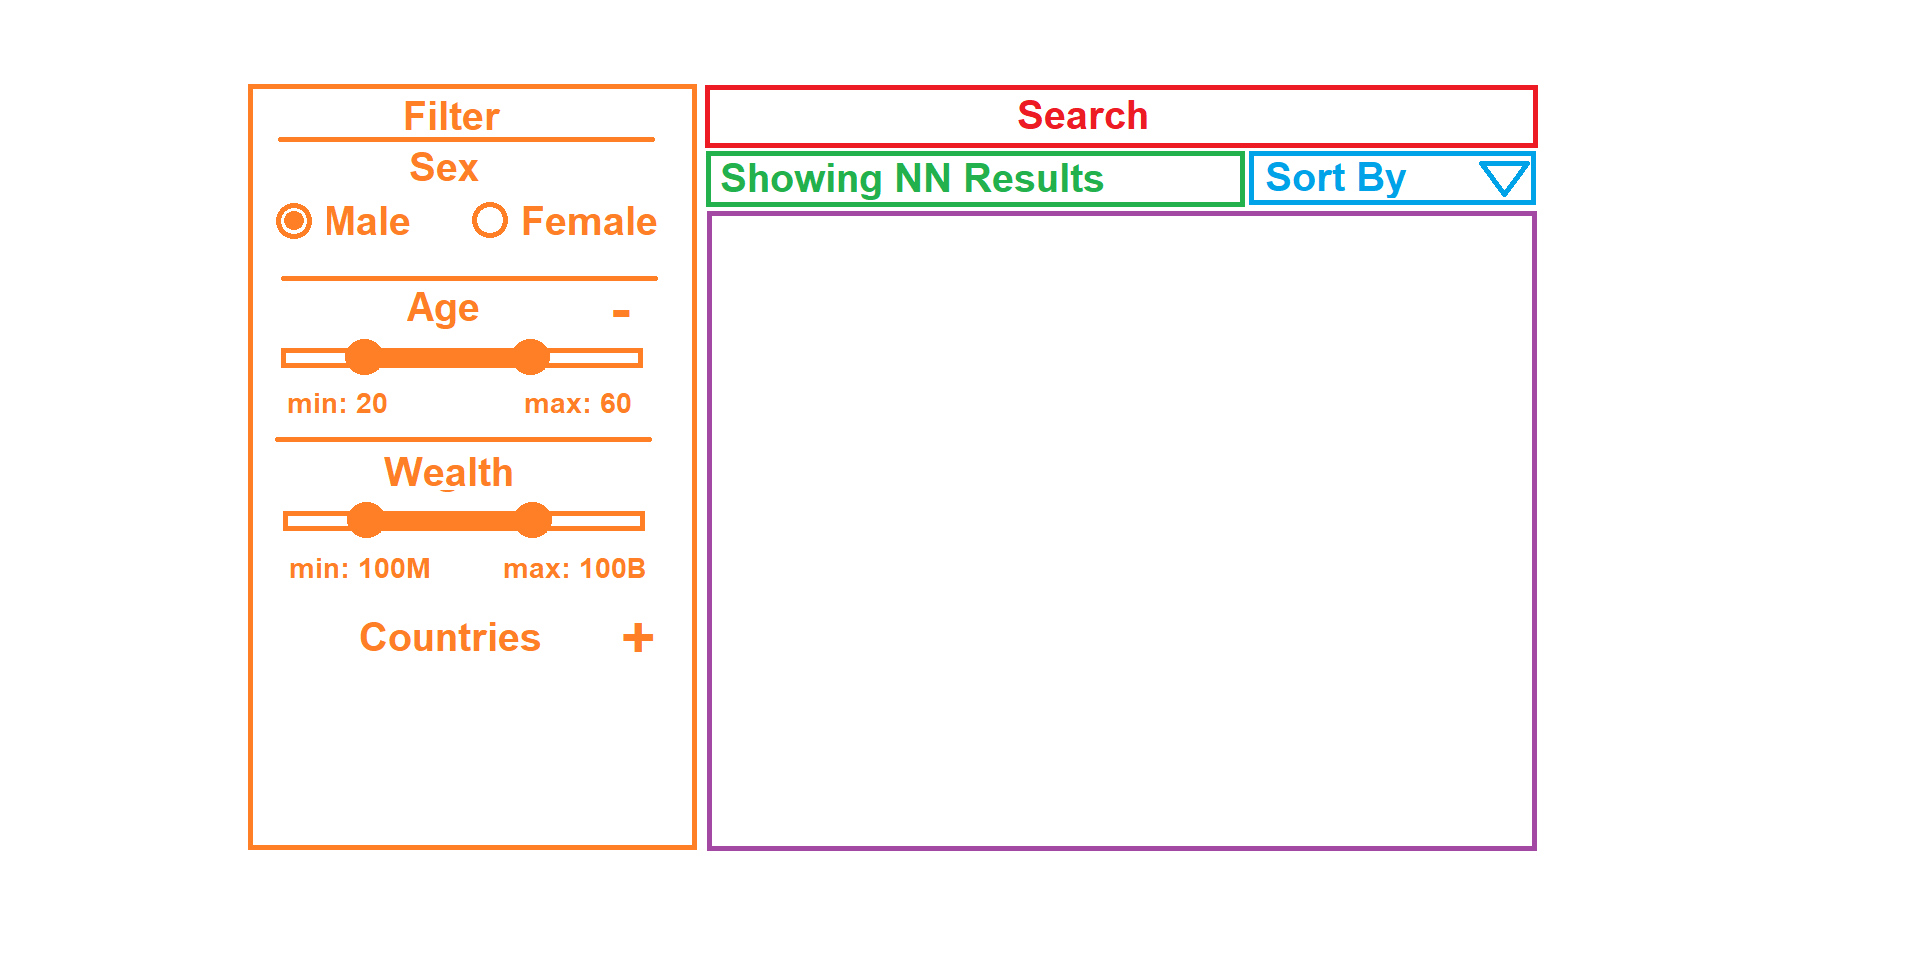 Filter
Sex
Male Female
Age -
min: 20 max: 60
Wealth
min: 100M max: 100B
Countries +
Search
Showing NN Results
Sort By